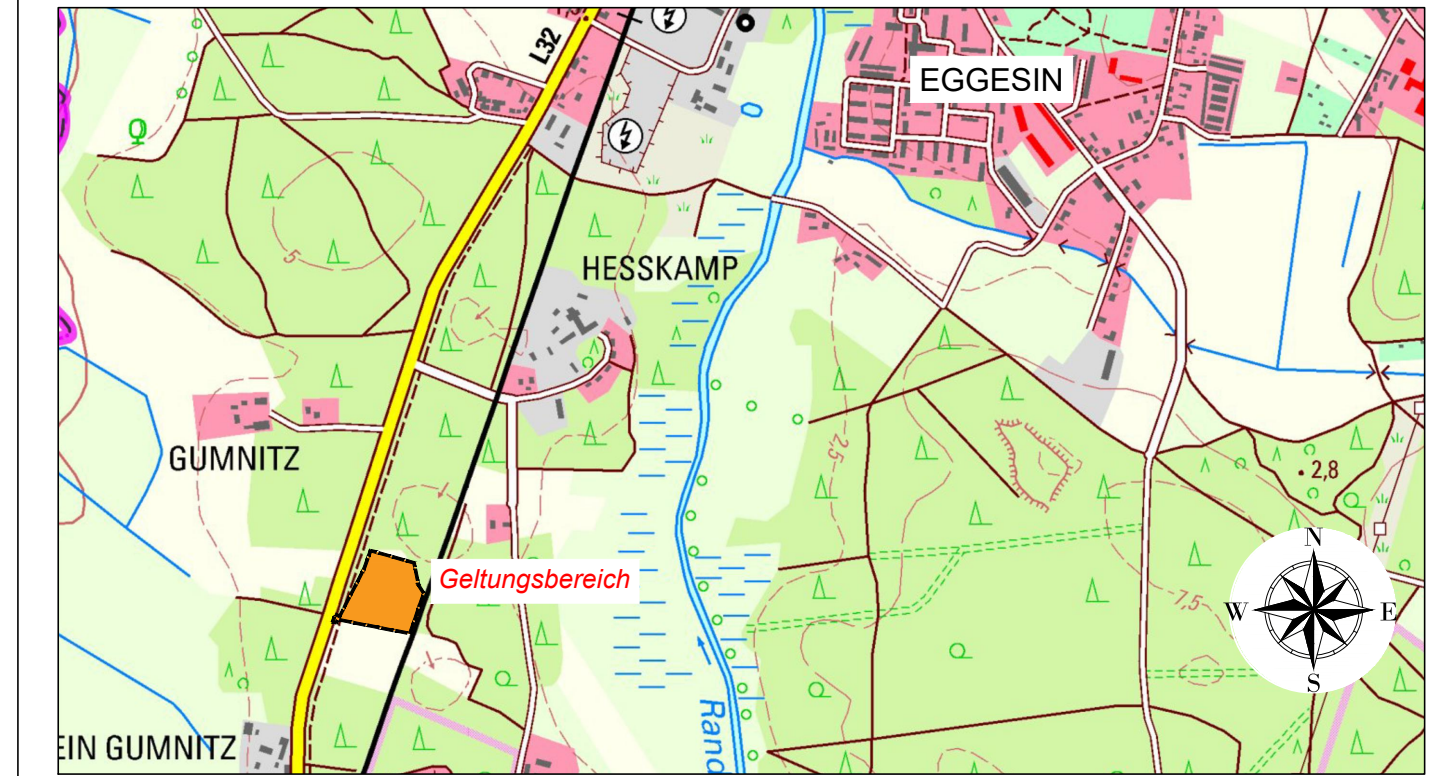 L32
EGGESIN
HESSKAMP
5
GUMNITZ
2,5
2,8
Geltungsbereich
7,5
N
W
E
S
Rand
EIN GUMNITZ